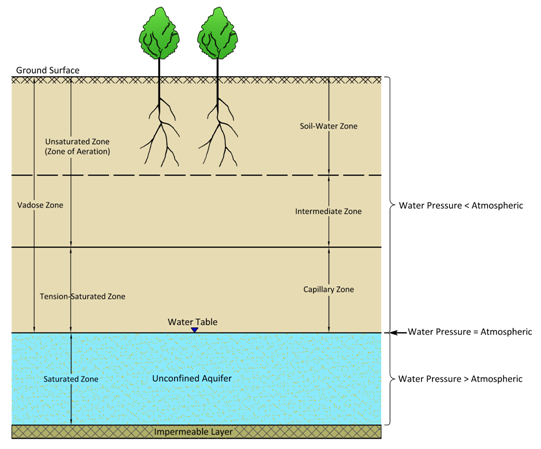 Ground Surface
Unsaturated Zone
(Zone of Aeration)
Soil-Water Zone
Vadose Zone
Intermediate Zone
Water Pressure < Atmospheric
Tension-Saturated Zone
Capillary Zone
Water Table
Water Pressure = Atmospheric
Saturated Zone
Unconfined Aquifer
Water Pressure > Atmospheric
Impermeable Layer